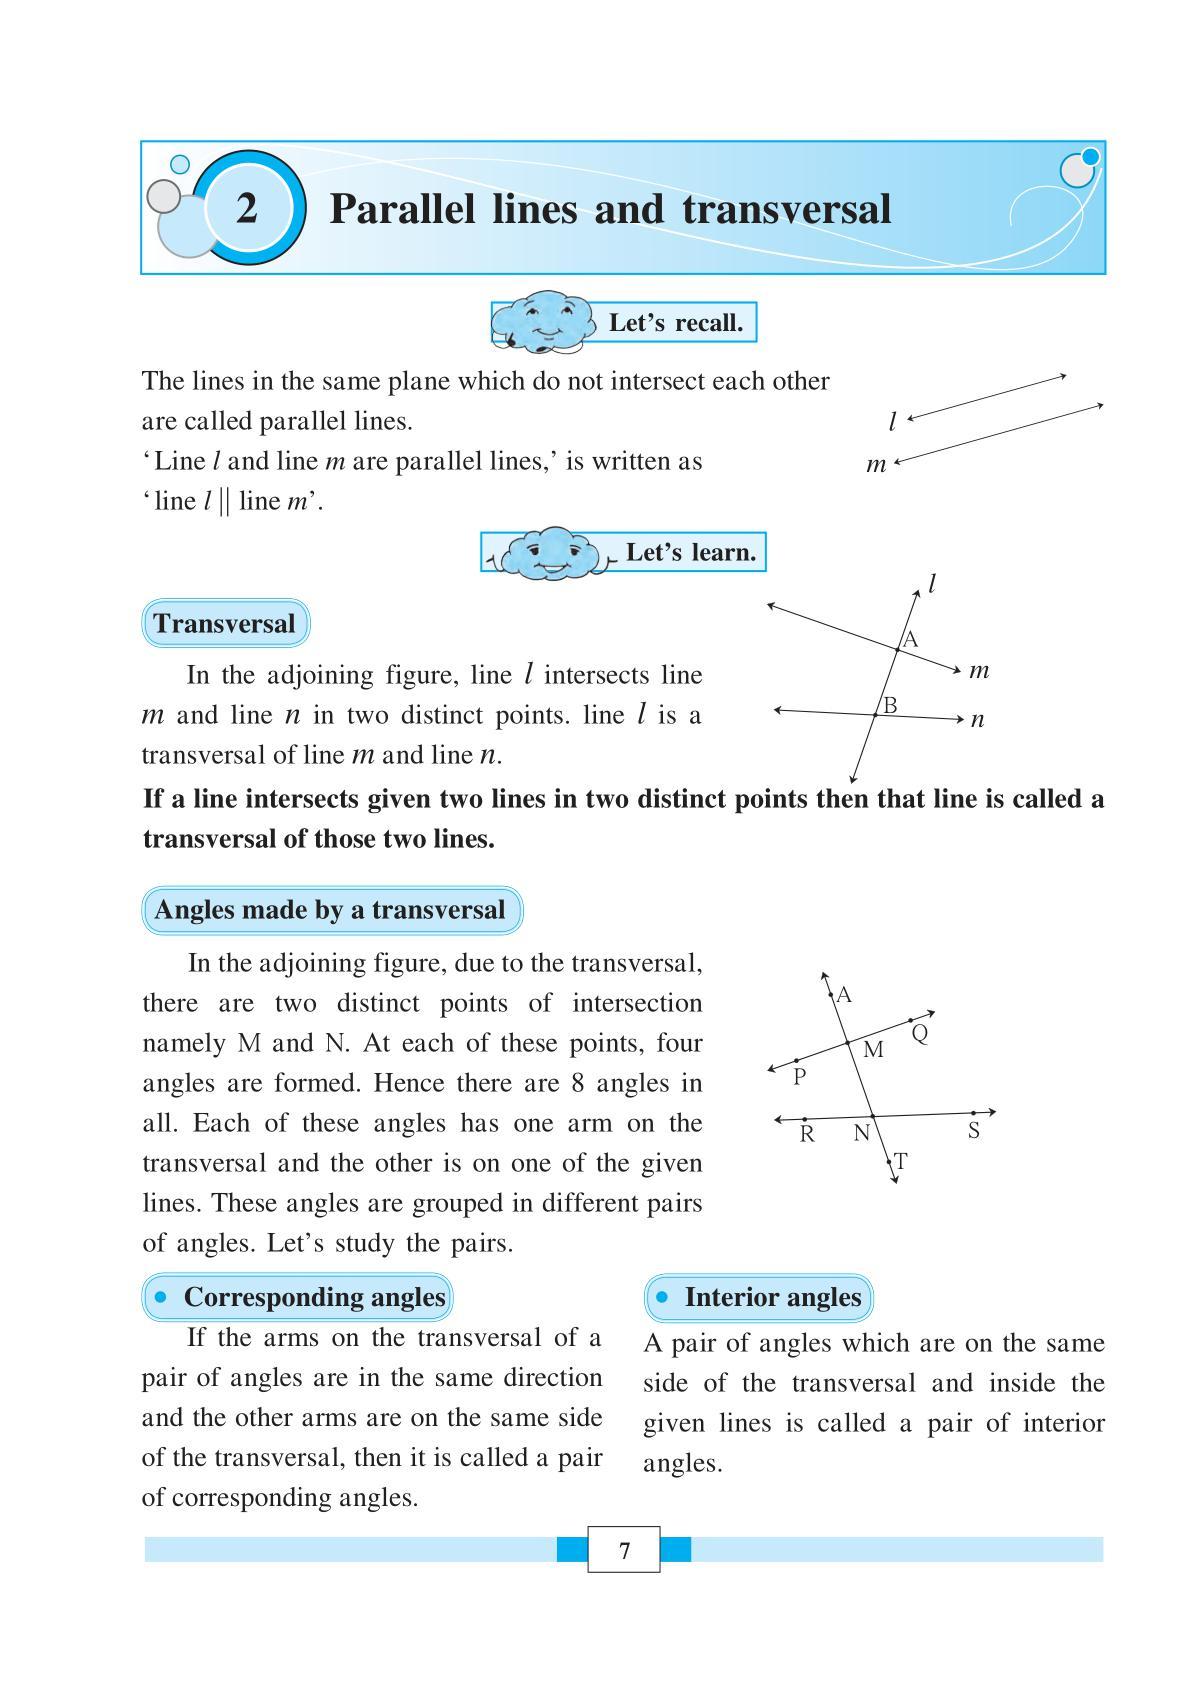 2
Parallel lines and transversal
Let's recall.
The lines in the same plane which do not intersect each other
are called parallel lines.
‘Line l and line m are parallel lines,’ is written as
‘line l || line m’.
l
m
Let's learn.
Transversal
In the adjoining figure, line l intersects line
m and line n in two distinct points. line l is a
transversal of line m and line n.
l
A
m
B
n
If a line intersects given two lines in two distinct points then that line is called a
transversal of those two lines.
Angles made by a transversal
In the adjoining figure, due to the transversal,
there are two distinct points of intersection
namely M and N. At each of these points, four
angles are formed. Hence there are 8 angles in
all. Each of these angles has one arm on the
transversal and the other is on one of the given
lines. These angles are grouped in different pairs
of angles. Let’s study the pairs.
A
Q
M
P
R
N
S
T
• Corresponding angles
If the arms on the transversal of a
pair of angles are in the same direction
and the other arms are on the same side
of the transversal, then it is called a pair
of corresponding angles.
• Interior angles
A pair of angles which are on the same
side of the transversal and inside the
given lines is called a pair of interior
angles.
7